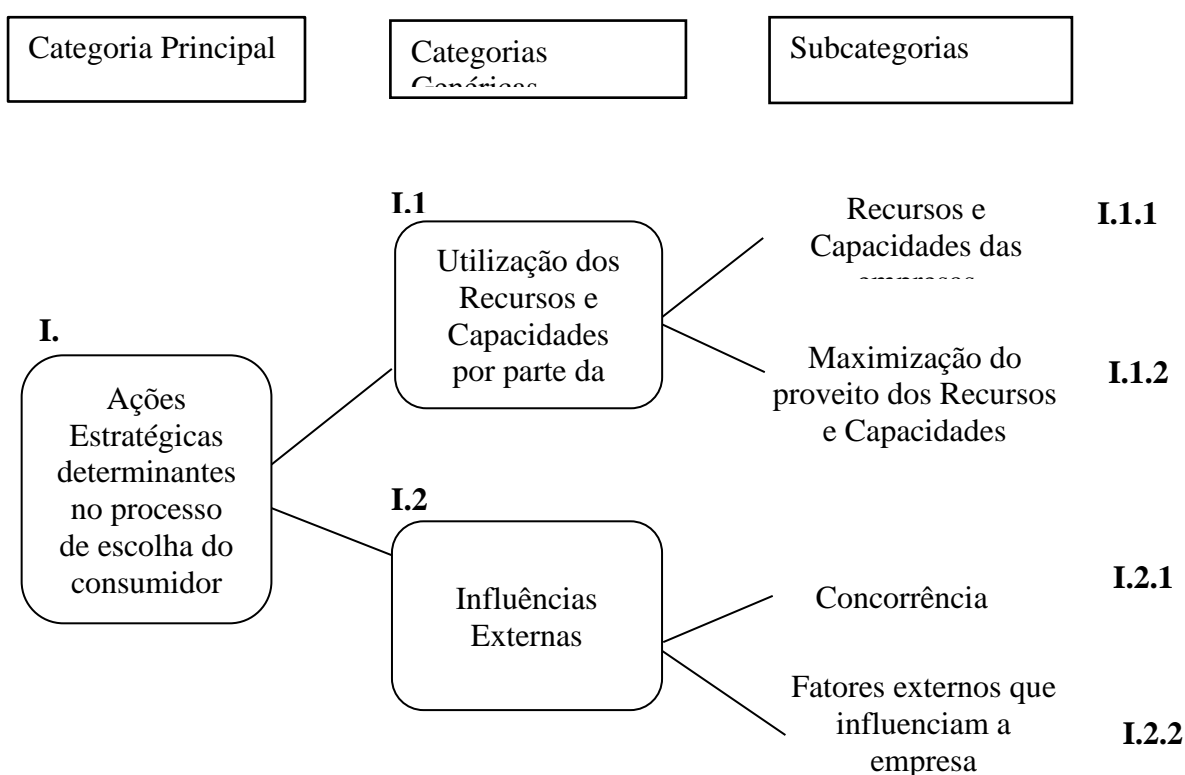 Categoria Principal
Categorias
Genéricas
Subcategorias
I.
Ações
Estratégicas
determinantes
no processo
de escolha do
consumidor
I.1
Utilização dos
Recursos e
Capacidades
por parte da
Recursos e
Capacidades das
I.1.1
Maximização do
proveito dos Recursos
e Capacidades
I.1.2
I.2
Influências
Externas
Concorrência
I.2.1
Fatores externos que
influenciam a
empresa
I.2.2